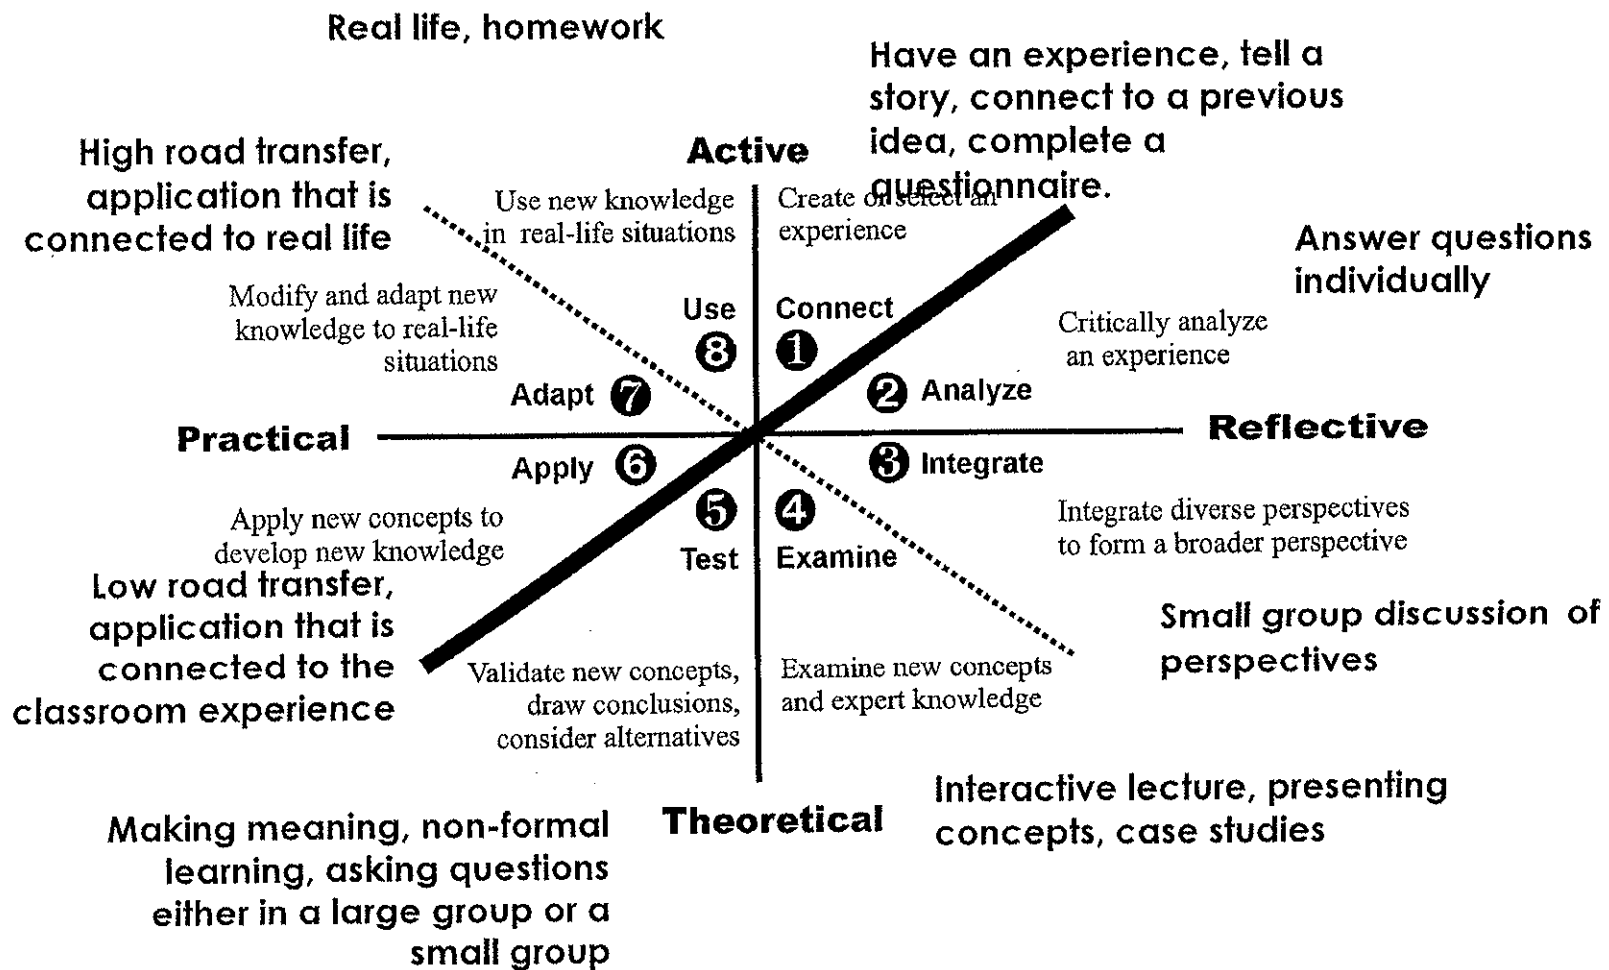 Real life, homework
Have an experience, tell a
story, connect to a previous
idea, complete a
questionnaire.
High road transfer,
application that is
connected to real life
Active
Use new knowledge
in real-life situations
Create or select an
experience
Answer questions
individually
Modify and adapt new
knowledge to real-life
situations
Use
8
Connect
1
Critically analyze
an experience
Adapt 7
2 Analyze
Practical
Reflective
Apply 6
3 Integrate
5
Test
4
Examine
Apply new concepts to
develop new knowledge
Integrate diverse perspectives
to form a broader perspective
Low road transfer,
application that is
connected to the
classroom experience
Small group discussion of
perspectives
Validate new concepts,
draw conclusions,
consider alternatives
Examine new concepts
and expert knowledge
Theoretical
Interactive lecture, presenting
concepts, case studies
Making meaning, non-formal
learning, asking questions
either in a large group or a
small group